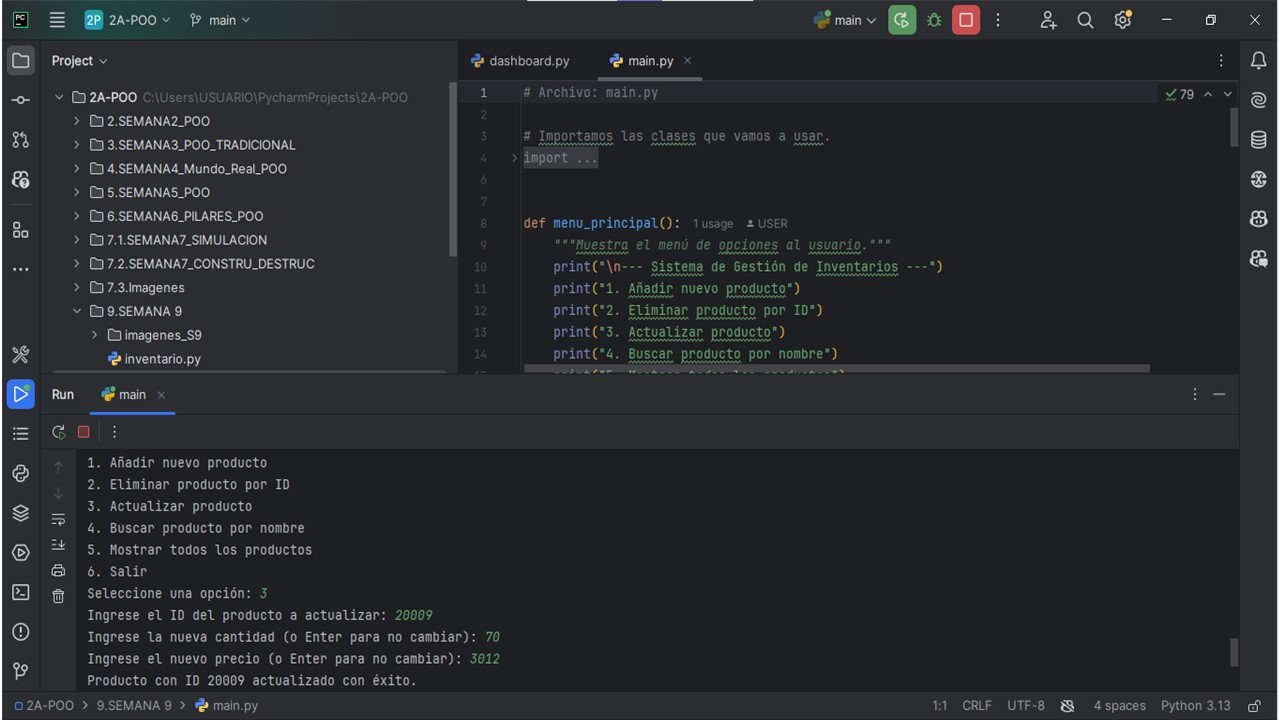 PC
2P 2A-POO
main
main
Project
dashboard.py
main.py
2A-POO C:\Users\USUARIO\PycharmProjects\2A-POO
2.SEMANA2_POO
3.SEMANA3_POO_TRADICIONAL
4.SEMANA4_Mundo_Real_POO
5.SEMANA5_POO
6.SEMANA6_PILARES_POO
7.1.SEMANA7_SIMULACION
7.2.SEMANA7_CONSTRU_DESTRUC
7.3.Imagenes
9.SEMANA 9
imagenes_S9
inventario.py
79
1 # Archivo: main.py
2
3 # Importamos las clases que vamos a usar.
4 import ...
6
7
8 def menu_principal(): 1 usage USER
9 """Muestra el menú de opciones al usuario."""
10 print("\n--- Sistema de Gestión de Inventarios ---")
11 print("1. Añadir nuevo producto")
12 print("2. Eliminar producto por ID")
13 print("3. Actualizar producto")
14 print("4. Buscar producto por nombre")
15 print("5. Mostrar todos los productos")
Run main
1. Añadir nuevo producto
2. Eliminar producto por ID
3. Actualizar producto
4. Buscar producto por nombre
5. Mostrar todos los productos
6. Salir
Seleccione una opción: 3
Ingrese el ID del producto a actualizar: 20009
Ingrese la nueva cantidad (o Enter para no cambiar): 70
Ingrese el nuevo precio (o Enter para no cambiar): 3012
Producto con ID 20009 actualizado con éxito.
2A-POO > 9.SEMANA 9 > main.py
1:1 CRLF UTF-8 4 spaces Python 3.13